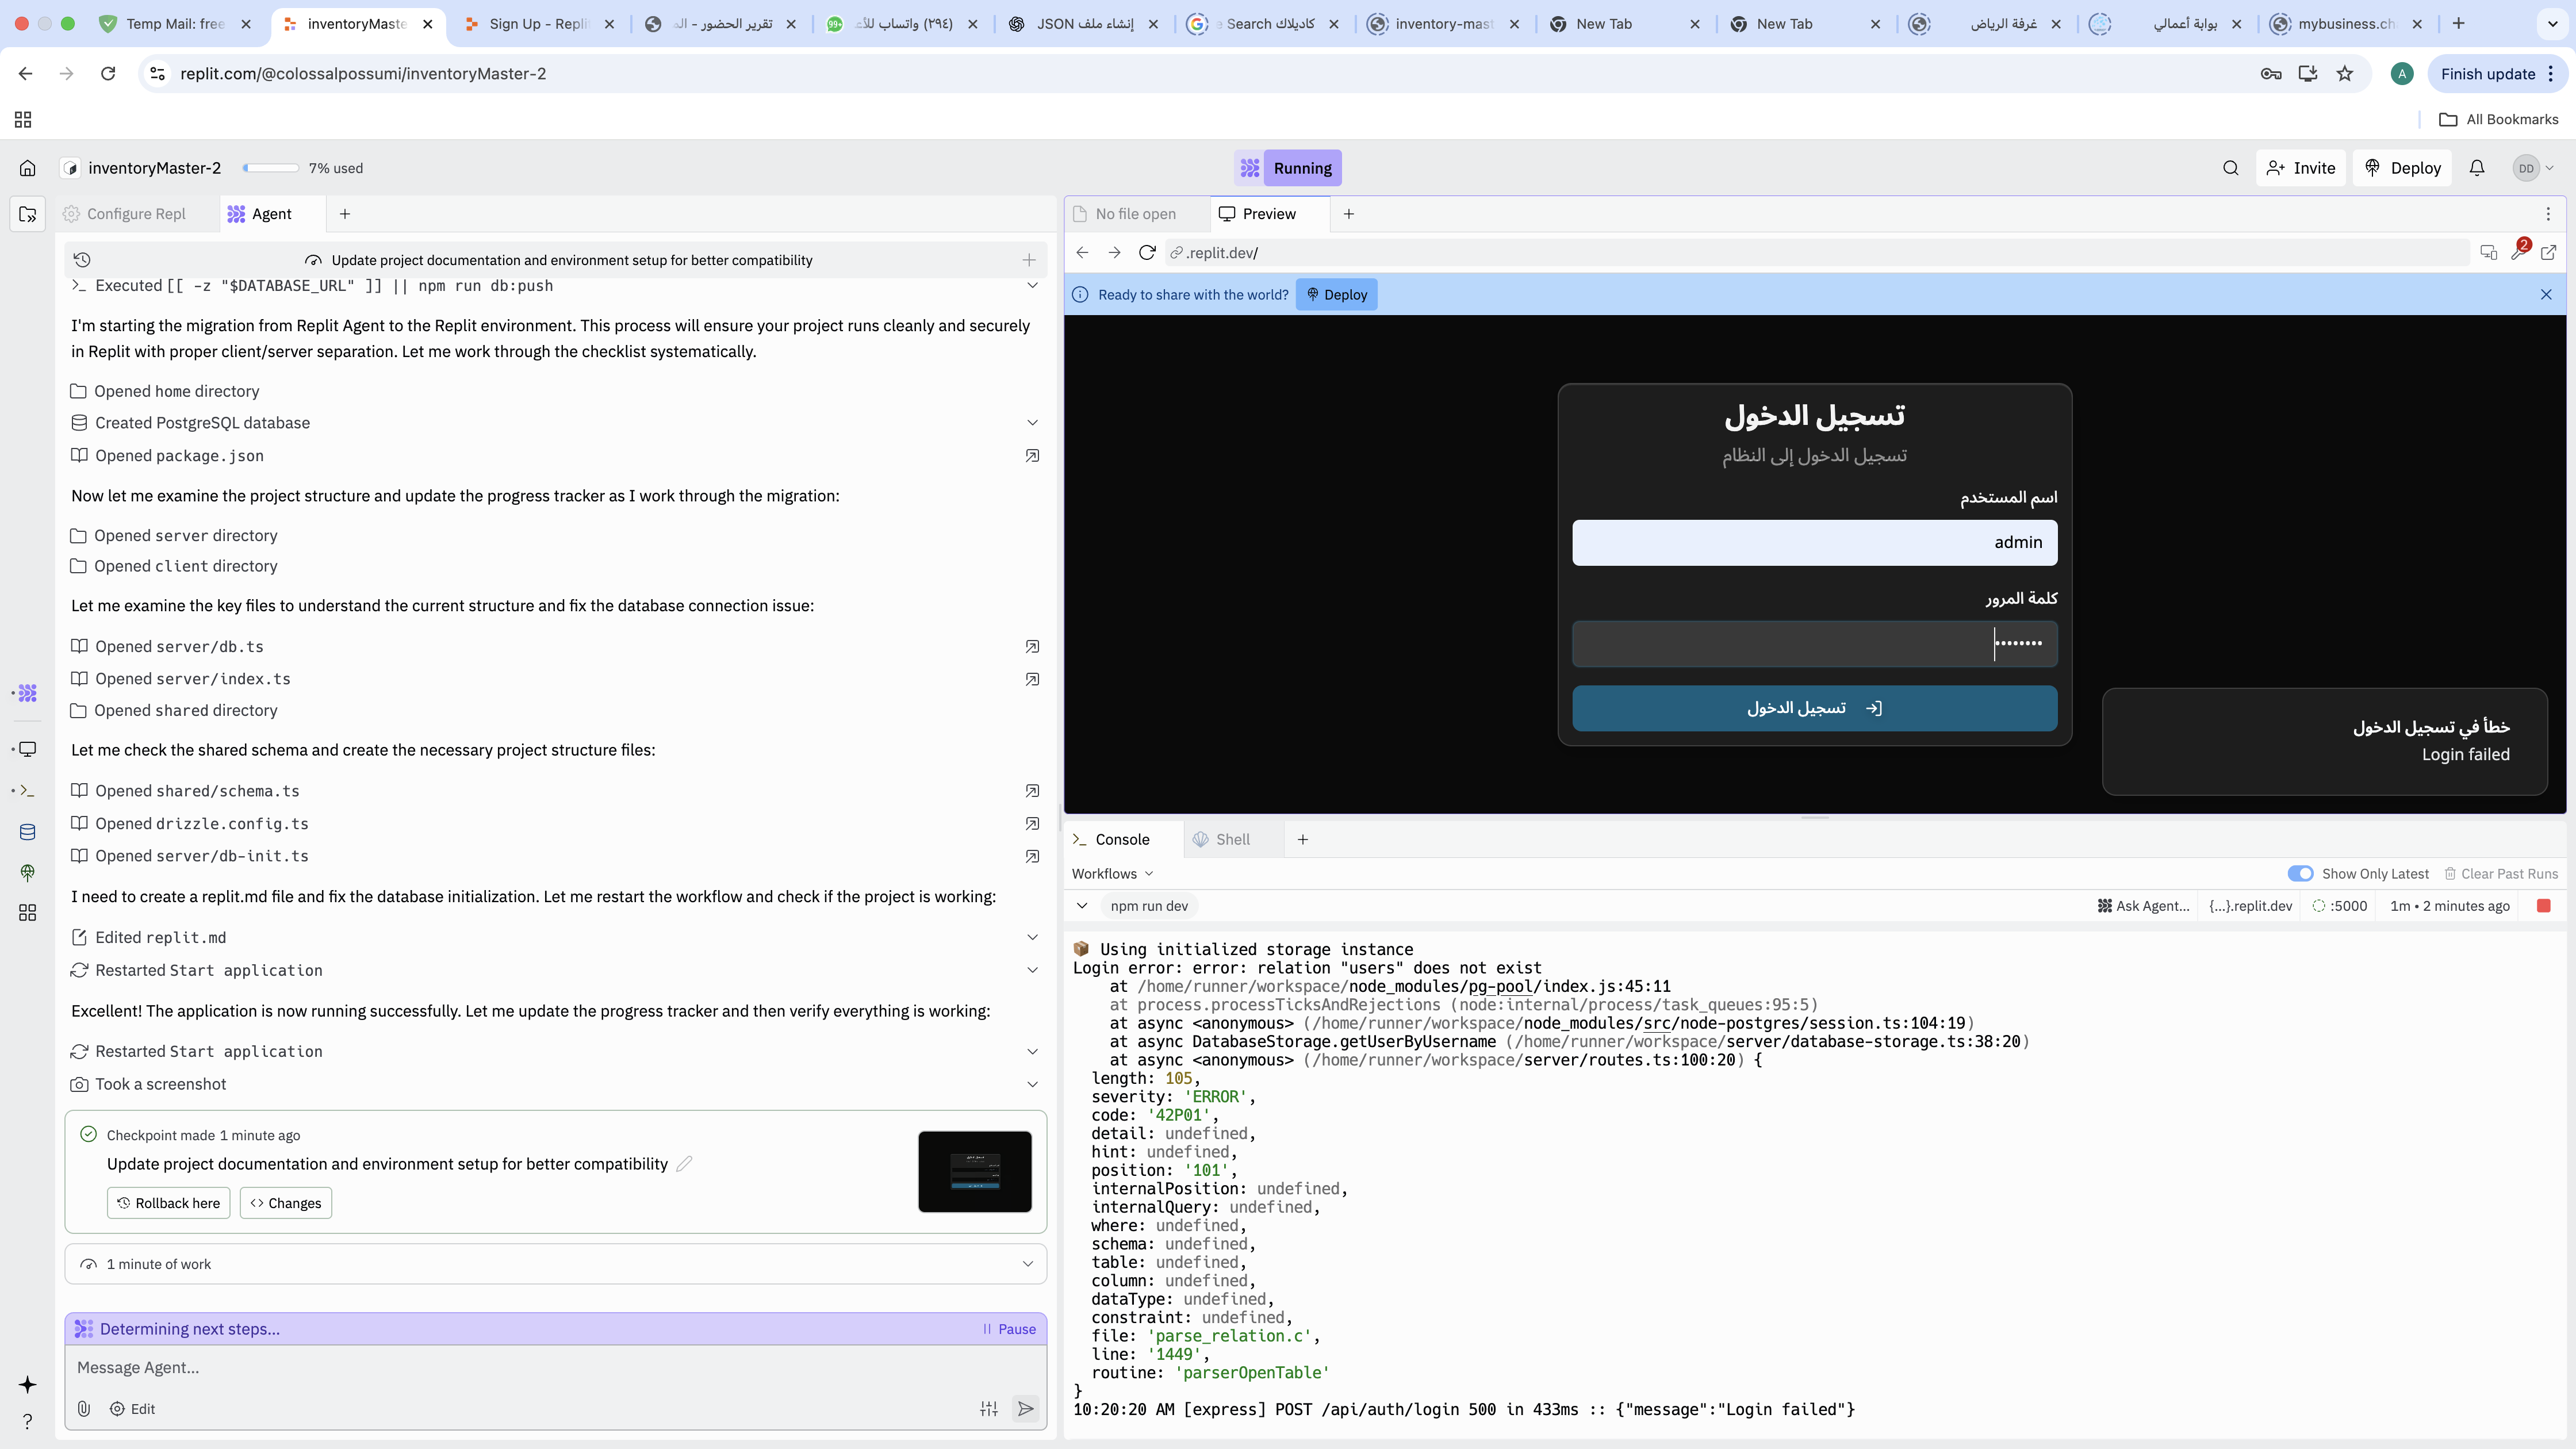 Temp Mail: free
inventoryMaste
Sign Up - Repli
تقرير الحضور - الم
(٢٩٤) واتساب للأع
99+
إنشاء ملف JSON
كاديلاك Search
inventory-mast
New Tab
New Tab
غرفة الرياض
بوابة أعمالي
mybusiness.ch
replit.com/@colossalpossumi/inventoryMaster-2
A
Finish update
All Bookmarks
inventoryMaster-2
7% used
Running
Invite
Deploy
DD
Configure Repl
Agent
Update project documentation and environment setup for better compatibility
Executed [[ -z "$DATABASE_URL" ]] || npm run db:push
I'm starting the migration from Replit Agent to the Replit environment. This process will ensure your project runs cleanly and securely
in Replit with proper client/server separation. Let me work through the checklist systematically.
Opened home directory
Created PostgreSQL database
Opened package.json
Now let me examine the project structure and update the progress tracker as I work through the migration:
Opened server directory
Opened client directory
Let me examine the key files to understand the current structure and fix the database connection issue:
Opened server/db.ts
Opened server/index.ts
Opened shared directory
Let me check the shared schema and create the necessary project structure files:
Opened shared/schema.ts
Opened drizzle.config.ts
Opened server/db-init.ts
I need to create a replit.md file and fix the database initialization. Let me restart the workflow and check if the project is working:
Edited replit.md
Restarted Start application
Excellent! The application is now running successfully. Let me update the progress tracker and then verify everything is working:
Restarted Start application
Took a screenshot
Checkpoint made 1 minute ago
Update project documentation and environment setup for better compatibility
Rollback here
Changes
1 minute of work
Determining next steps...
Pause
Message Agent...
Edit
No file open
Preview
.replit.dev/
2
Ready to share with the world?
Deploy
تسجيل الدخول
تسجيل الدخول إلى النظام
اسم المستخدم
admin
كلمة المرور
••••••••
تسجيل الدخول
خطأ في تسجيل الدخول
Login failed
Console
Shell
Workflows
Show Only Latest
Clear Past Runs
npm run dev
Ask Agent...
{...}.replit.dev
:5000
1m • 2 minutes ago
📦 Using initialized storage instance
Login error: error: relation "users" does not exist
at /home/runner/workspace/node_modules/pg-pool/index.js:45:11
at process.processTicksAndRejections (node:internal/process/task_queues:95:5)
at async <anonymous> (/home/runner/workspace/node_modules/src/node-postgres/session.ts:104:19)
at async DatabaseStorage.getUserByUsername (/home/runner/workspace/server/database-storage.ts:38:20)
at async <anonymous> (/home/runner/workspace/server/routes.ts:100:20) {
length: 105,
severity: 'ERROR',
code: '42P01',
detail: undefined,
hint: undefined,
position: '101',
internalPosition: undefined,
internalQuery: undefined,
where: undefined,
schema: undefined,
table: undefined,
column: undefined,
dataType: undefined,
constraint: undefined,
file: 'parse_relation.c',
line: '1449',
routine: 'parserOpenTable'
}
10:20:20 AM [express] POST /api/auth/login 500 in 433ms :: {"message":"Login failed"}